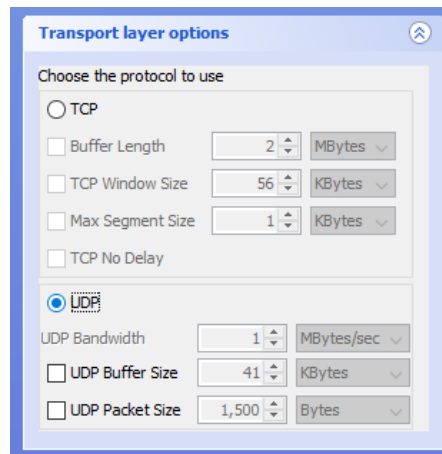 Transport layer options
Choose the protocol to use
TCP
Buffer Length 2 MBytes
TCP Window Size 56 KBytes
Max Segment Size 1 KBytes
TCP No Delay
UDP
UDP Bandwidth 1 MBytes/sec
UDP Buffer Size 41 KBytes
UDP Packet Size 1,500 Bytes